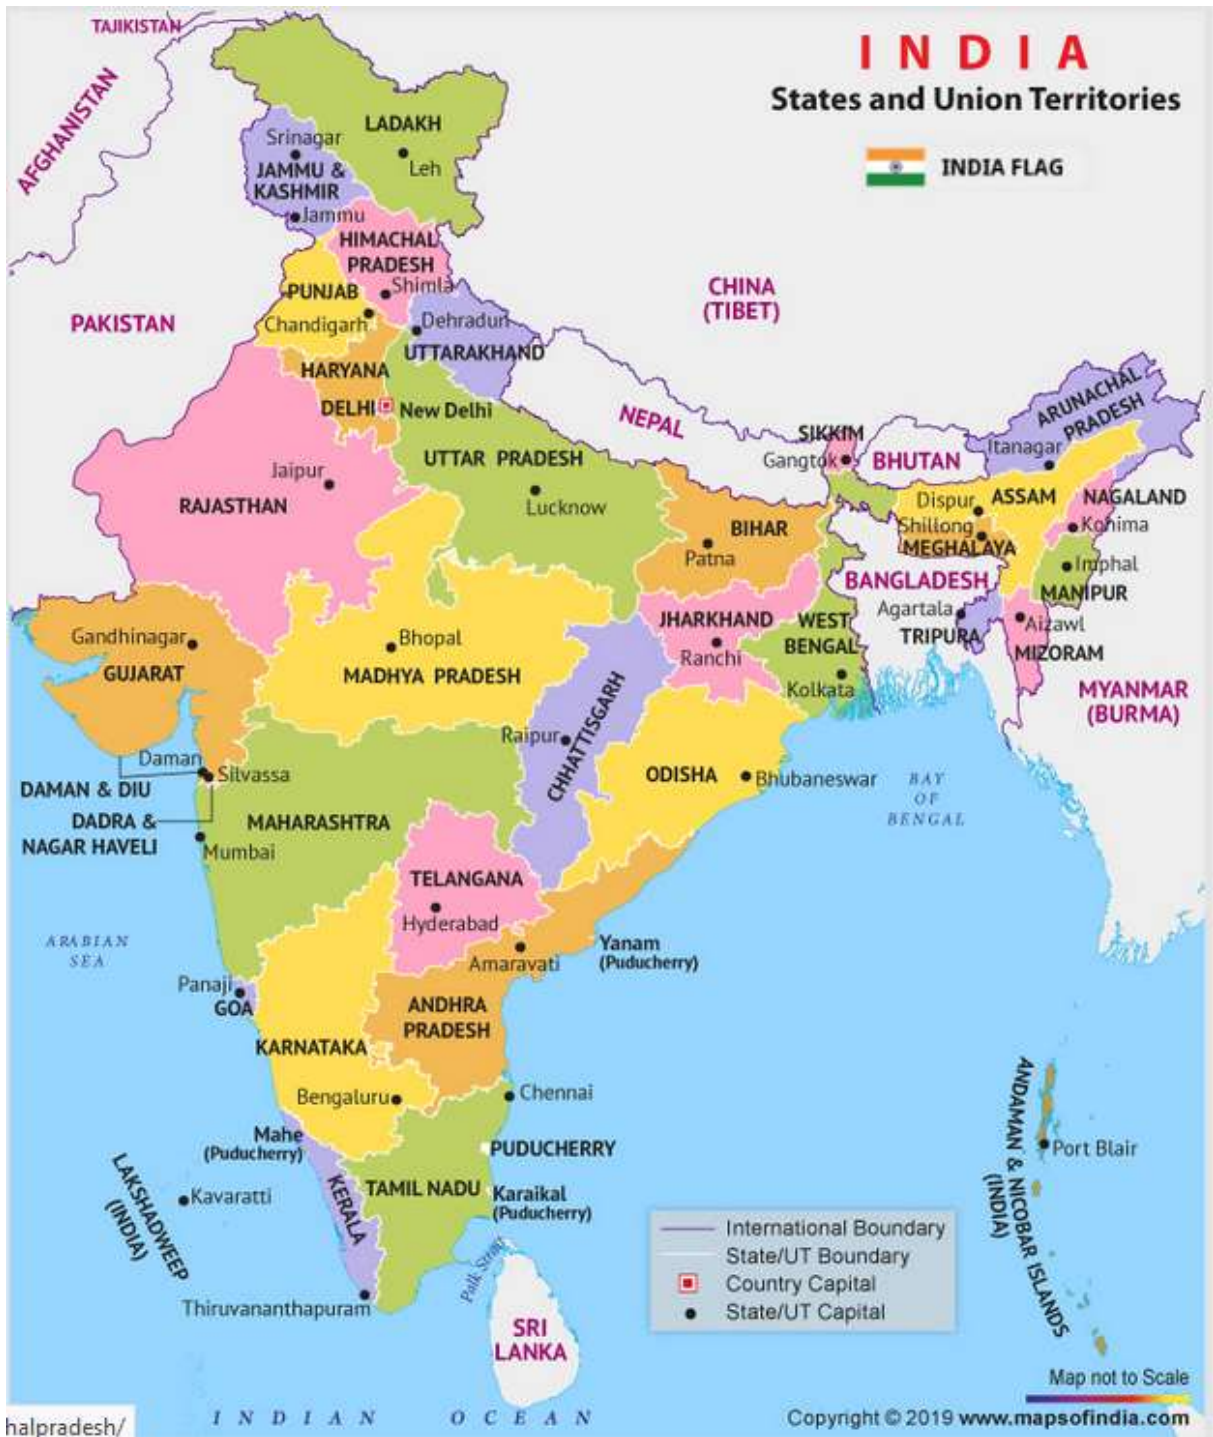 TAJIKISTAN
AFGHANISTAN
INDIA
States and Union Territories
INDIA FLAG
LADAKH
Srinagar
Leh
JAMMU &
KASHMIR
Jammu
HIMACHAL
PRADESH
Shimla
PUNJAB
Chandigarh
PAKISTAN
CHINA
(TIBET)
Dehradun
UTTARAKHAND
HARYANA
DELHI
New Delhi
NEPAL
SIKKIM
Gangtok
BHUTAN
ARUNACHAL
PRADESH
Itanagar
UTTAR PRADESH
Lucknow
Jaipur
RAJASTHAN
BIHAR
Patna
Dispur
ASSAM
NAGALAND
Shillong
Kohima
MEGHALAYA
Imphal
MANIPUR
BANGLADESH
Agartala
TRIPURA
Aizawl
MIZORAM
MYANMAR
(BURMA)
Gandhinagar
GUJARAT
Bhopal
MADHYA PRADESH
JHARKHAND
Ranchi
WEST
BENGAL
Kolkata
Raipur
CHHATTISGARH
ODISHA
Bhubaneswar
BAY
OF
BENGAL
Daman
Silvassa
DAMAN & DIU
DADRA &
NAGAR HAVELI
MAHARASHTRA
Mumbai
TELANGANA
Hyderabad
ARABIAN
SEA
Amaravati
Yanam
(Puducherry)
Panaji
GOA
ANDHRA
PRADESH
KARNATAKA
Bengaluru
Chennai
Mahe
(Puducherry)
PUDUCHERRY
LAKSHADWEEP
(INDIA)
Kavaratti
KERALA
TAMIL NADU
Karaikal
(Puducherry)
Palk Strait
Thiruvananthapuram
SRI
LANKA
ANDAMAN & NICOBAR ISLANDS
(INDIA)
Port Blair
International Boundary
State/UT Boundary
Country Capital
State/UT Capital
Map not to Scale
INDIAN OCEAN
Copyright © 2019 www.mapsofindia.com
halpradesh/